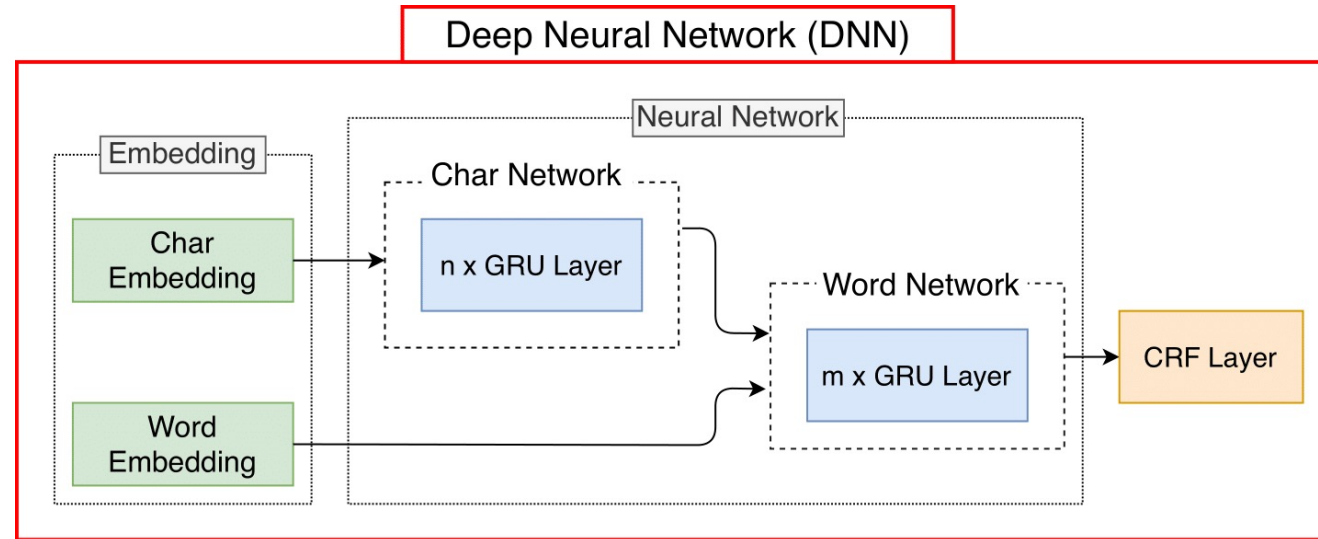 Deep Neural Network (DNN)
Neural Network
Embedding
Char Network
Char
Embedding
n x GRU Layer
Word Network
m x GRU Layer
CRF Layer
Word
Embedding